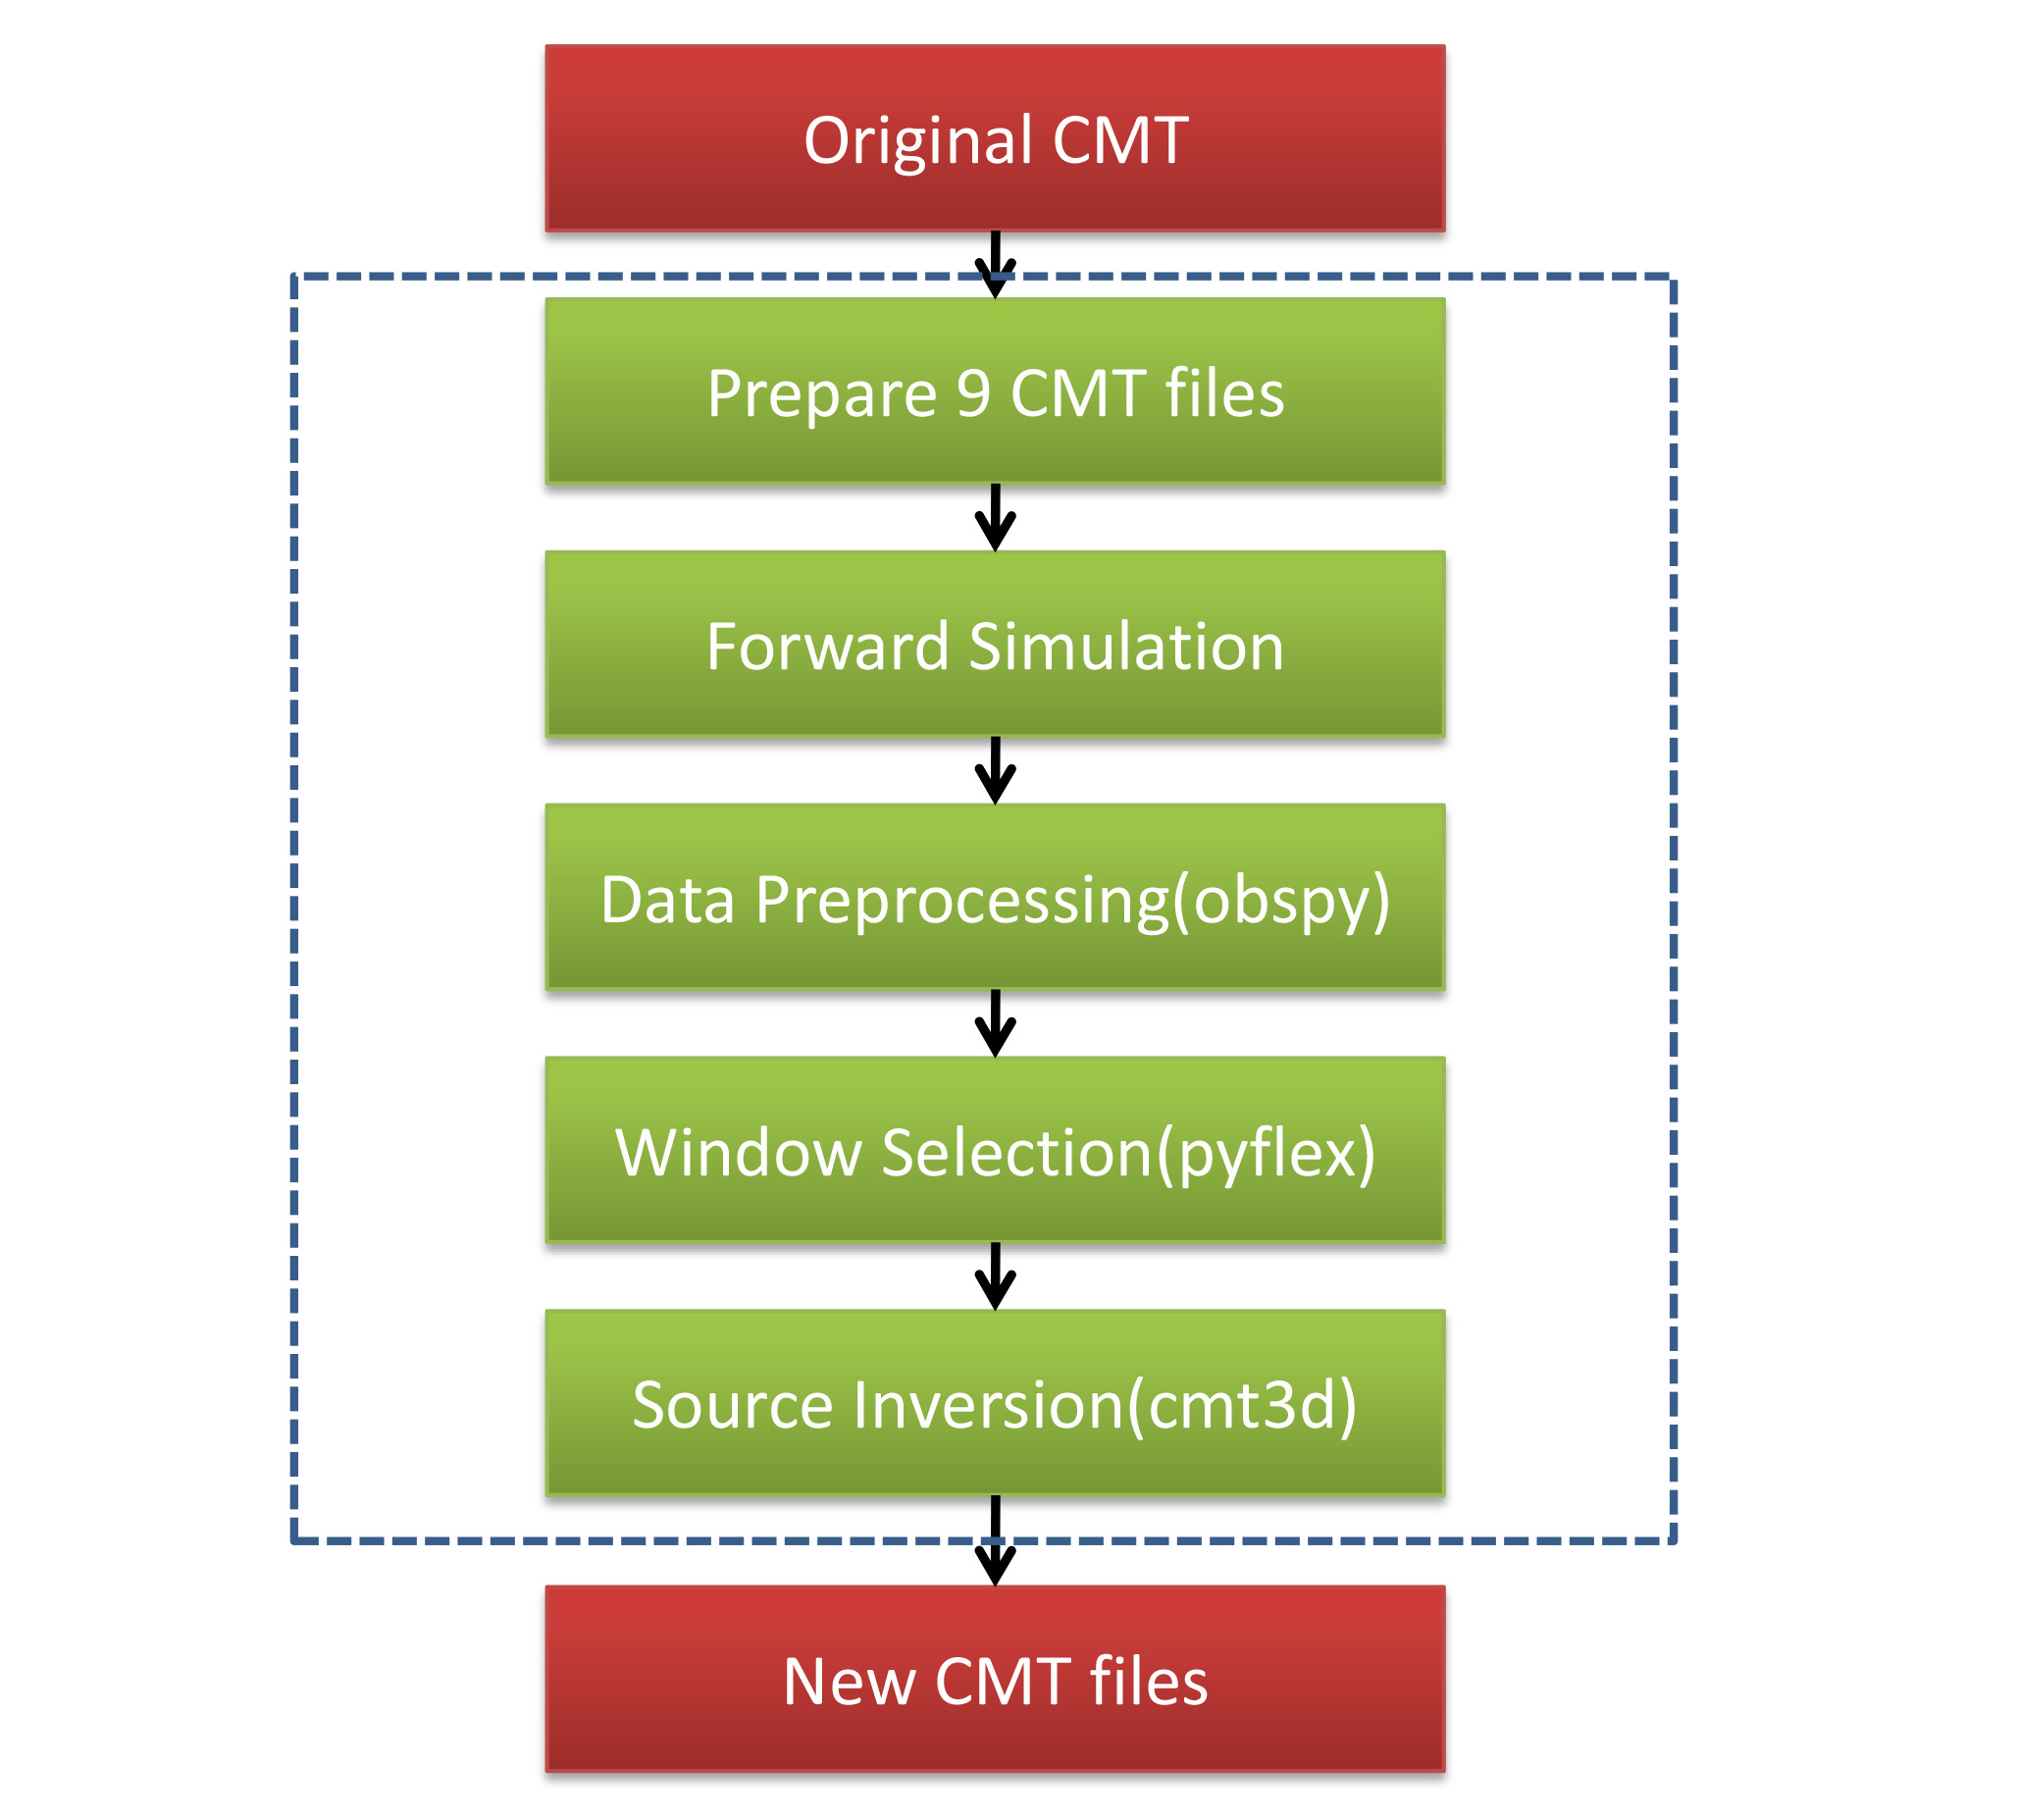 Original CMT
Prepare 9 CMT files
Forward Simulation
Data Preprocessing(obspy)
Window Selection(pyflex)
Source Inversion(cmt3d)
New CMT files